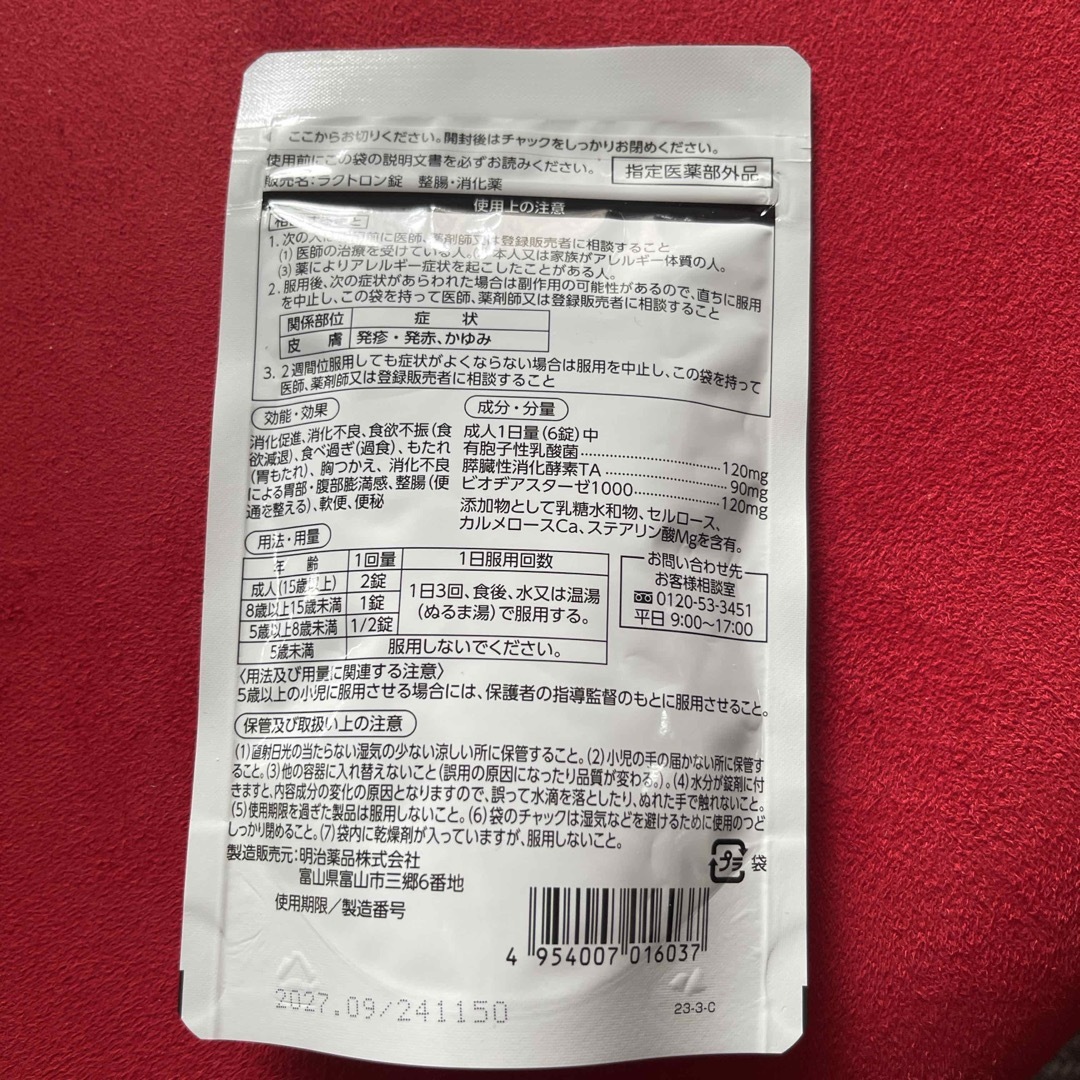 ここからお切りください。開封後はチャックをしっかりお閉めください。
使用前にこの袋の説明文書を必ずお読みください。
指定医薬部外品
販売名:ラクトロン錠 整腸・消化薬
使用上の注意
1. 次の人は 前に医師、薬剤師又は登録販売者に相談すること
(1) 医師の治療を受けている人。 本人又は家族がアレルギー体質の人。
(3) 薬によりアレルギー症状を起こしたことがある人。
2. 服用後、次の症状があらわれた場合は副作用の可能性があるので、直ちに服用
を中止し、この袋を持って医師、薬剤師又は登録販売者に相談すること
関係部位 症状
皮膚 発疹・発赤、かゆみ
3. 2週間位服用しても症状がよくならない場合は服用を中止し、この袋を持って
医師、薬剤師又は登録販売者に相談すること
効能・効果
消化促進、消化不良、食欲不振(食
欲減退)、食べ過ぎ(過食)、もたれ
(胃もたれ)、胸つかえ、消化不良
による胃部・腹部膨満感、整腸(便
通を整える)、軟便、便秘
成分・分量
成人1日量(6錠)中
有胞子性乳酸菌 120mg
膵臓性消化酵素TA 90mg
ビオヂアスターゼ1000 120mg
添加物として乳糖水和物、セルロース、
カルメロースCa、ステアリン酸Mgを含有。
用法・用量
年齢 1回量 1日服用回数
成人(15歳以上) 2錠
8歳以上15歳未満 1錠
5歳以上8歳未満 1/2錠
1日3回、食後、水又は温湯
(ぬるま湯)で服用する。
5歳未満 服用しないでください。
お問い合わせ先
お客様相談室
0120-53-3451
平日 9:00〜17:00
〈用法及び用量に関連する注意〉
5歳以上の小児に服用させる場合には、保護者の指導監督のもとに服用させること。
保管及び取扱い上の注意
(1)直射日光の当たらない湿気の少ない涼しい所に保管すること。(2)小児の手の届かない所に保管す
ること。(3)他の容器に入れ替えないこと(誤用の原因になったり品質が変わる。)。(4)水分が錠剤に付
きますと、内容成分の変化の原因となりますので、誤って水滴を落としたり、ぬれた手で触れないこと。
(5)使用期限を過ぎた製品は服用しないこと。(6)袋のチャックは湿気などを避けるために使用のつど
しっかり閉めること。(7)袋内に乾燥剤が入っていますが、服用しないこと。
製造販売元:明治薬品株式会社
富山県富山市三郷6番地
プラ 袋
使用期限/製造番号
4 954007 016037
2027.09/241150
23-3-C